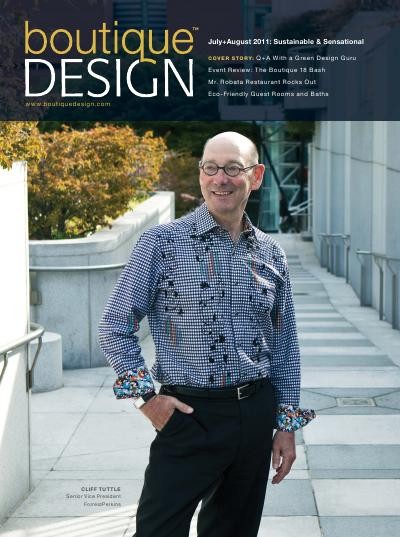 boutique™
DESIGN
www.boutiquedesign.com
July+August 2011: Sustainable & Sensational
COVER STORY: Q+A With a Green Design Guru
Event Review: The Boutique 18 Bash
Mr. Robata Restaurant Rocks Out
Eco-Friendly Guest Rooms and Baths
CLIFF TUTTLE
Senior Vice President
ForrestPerkins